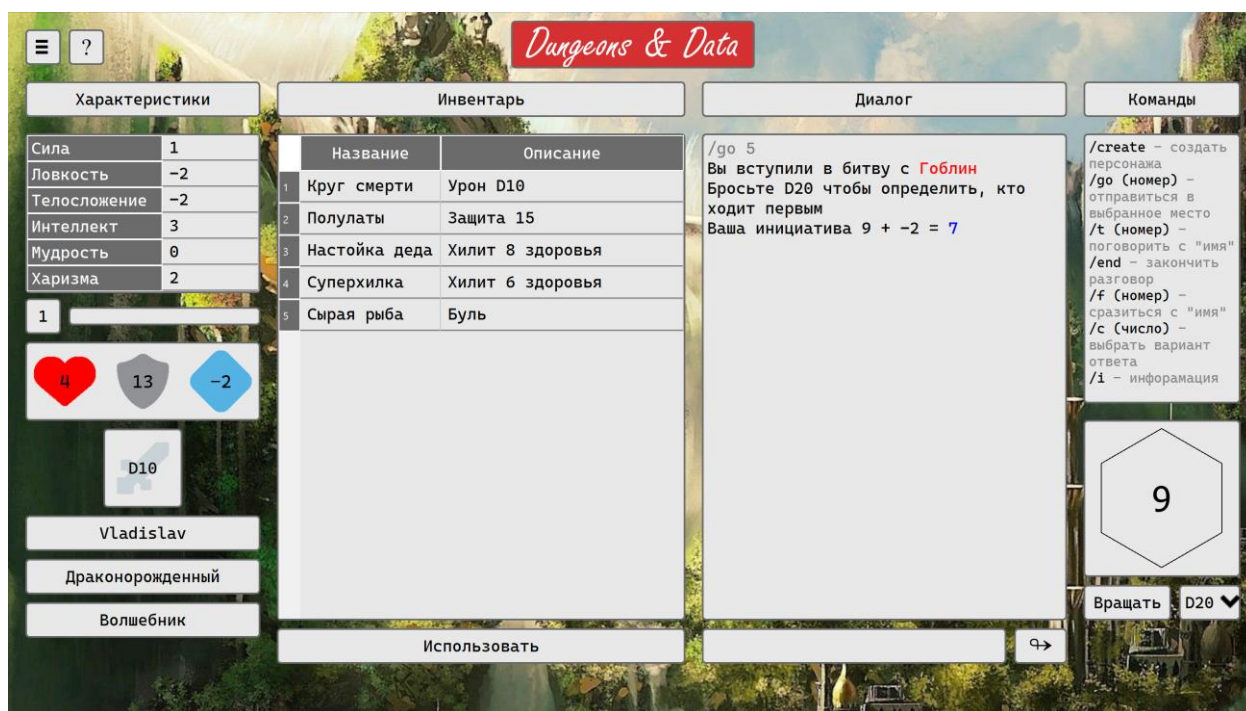 ≡ ?
Dungeons & Data
Характеристики
Сила 1
Ловкость -2
Телосложение -2
Интеллект 3
Мудрость 0
Харизма 2
1
4 13 -2
D10
Vladislav
Драконорожденный
Волшебник
Инвентарь
Название Описание
1 Круг смерти Урон D10
2 Полулаты Защита 15
3 Настойка деда Хилит 8 здоровья
4 Суперхилка Хилит 6 здоровья
5 Сырая рыба Буль
Использовать
Диалог
/go 5
Вы вступили в битву с Гоблин
Бросьте D20 чтобы определить, кто
ходит первым
Ваша инициатива 9 + -2 = 7
Команды
/create - создать
персонажа
/go (номер) -
отправиться в
выбранное место
/t (номер) -
поговорить с "имя"
/end - закончить
разговор
/f (номер) -
сразиться с "имя"
/c (число) -
выбрать вариант
ответа
/i - инфорамация
9
Вращать D20